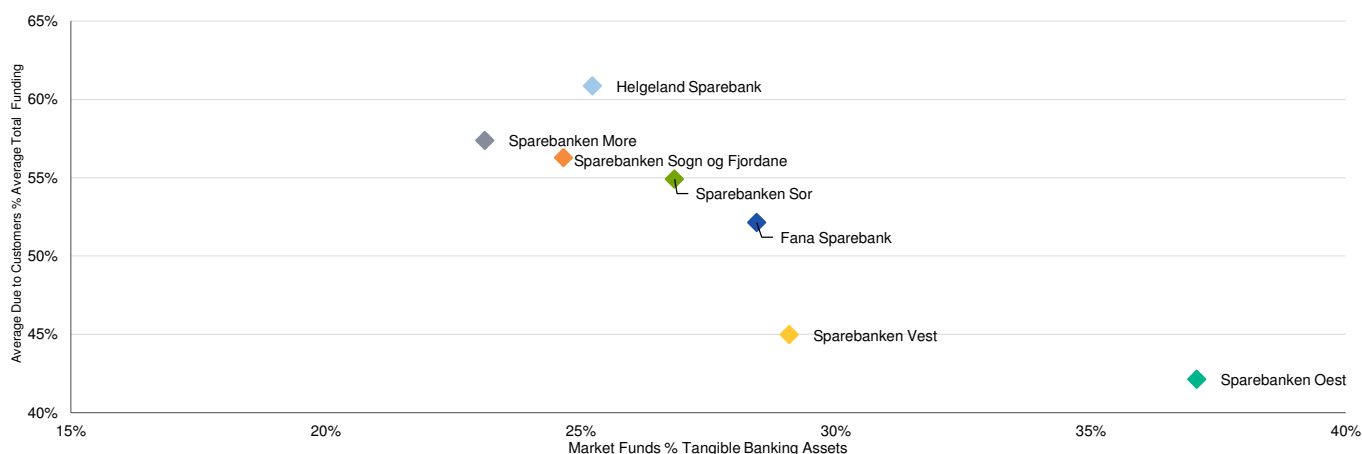 Average Due to Customers % Average Total Funding
65%
60%
55%
50%
45%
40%
Helgeland Sparebank
Sparebanken More
Sparebanken Sogn og Fjordane
Sparebanken Sor
Fana Sparebank
Sparebanken Vest
Sparebanken Oest
15%
20%
25%
30%
35%
40%
Market Funds % Tangible Banking Assets